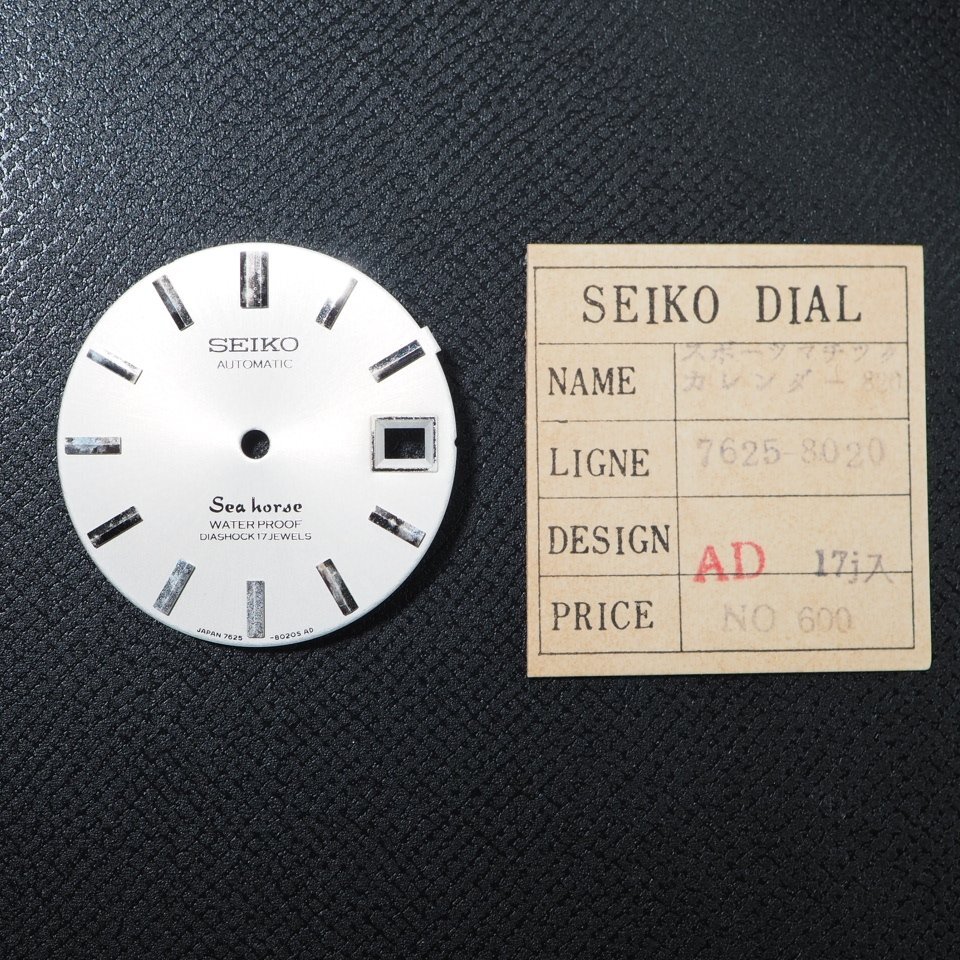 SEIKO
AUTOMATIC
Sea horse
WATER PROOF
DIASHOCK 17 JEWELS
JAPAN 7625 -8020S AD
SEIKO DIAL
NAME スポーツマチック
カレンダー 820
LIGNE 7625-8020
DESIGN AD 17j入
PRICE NO 600